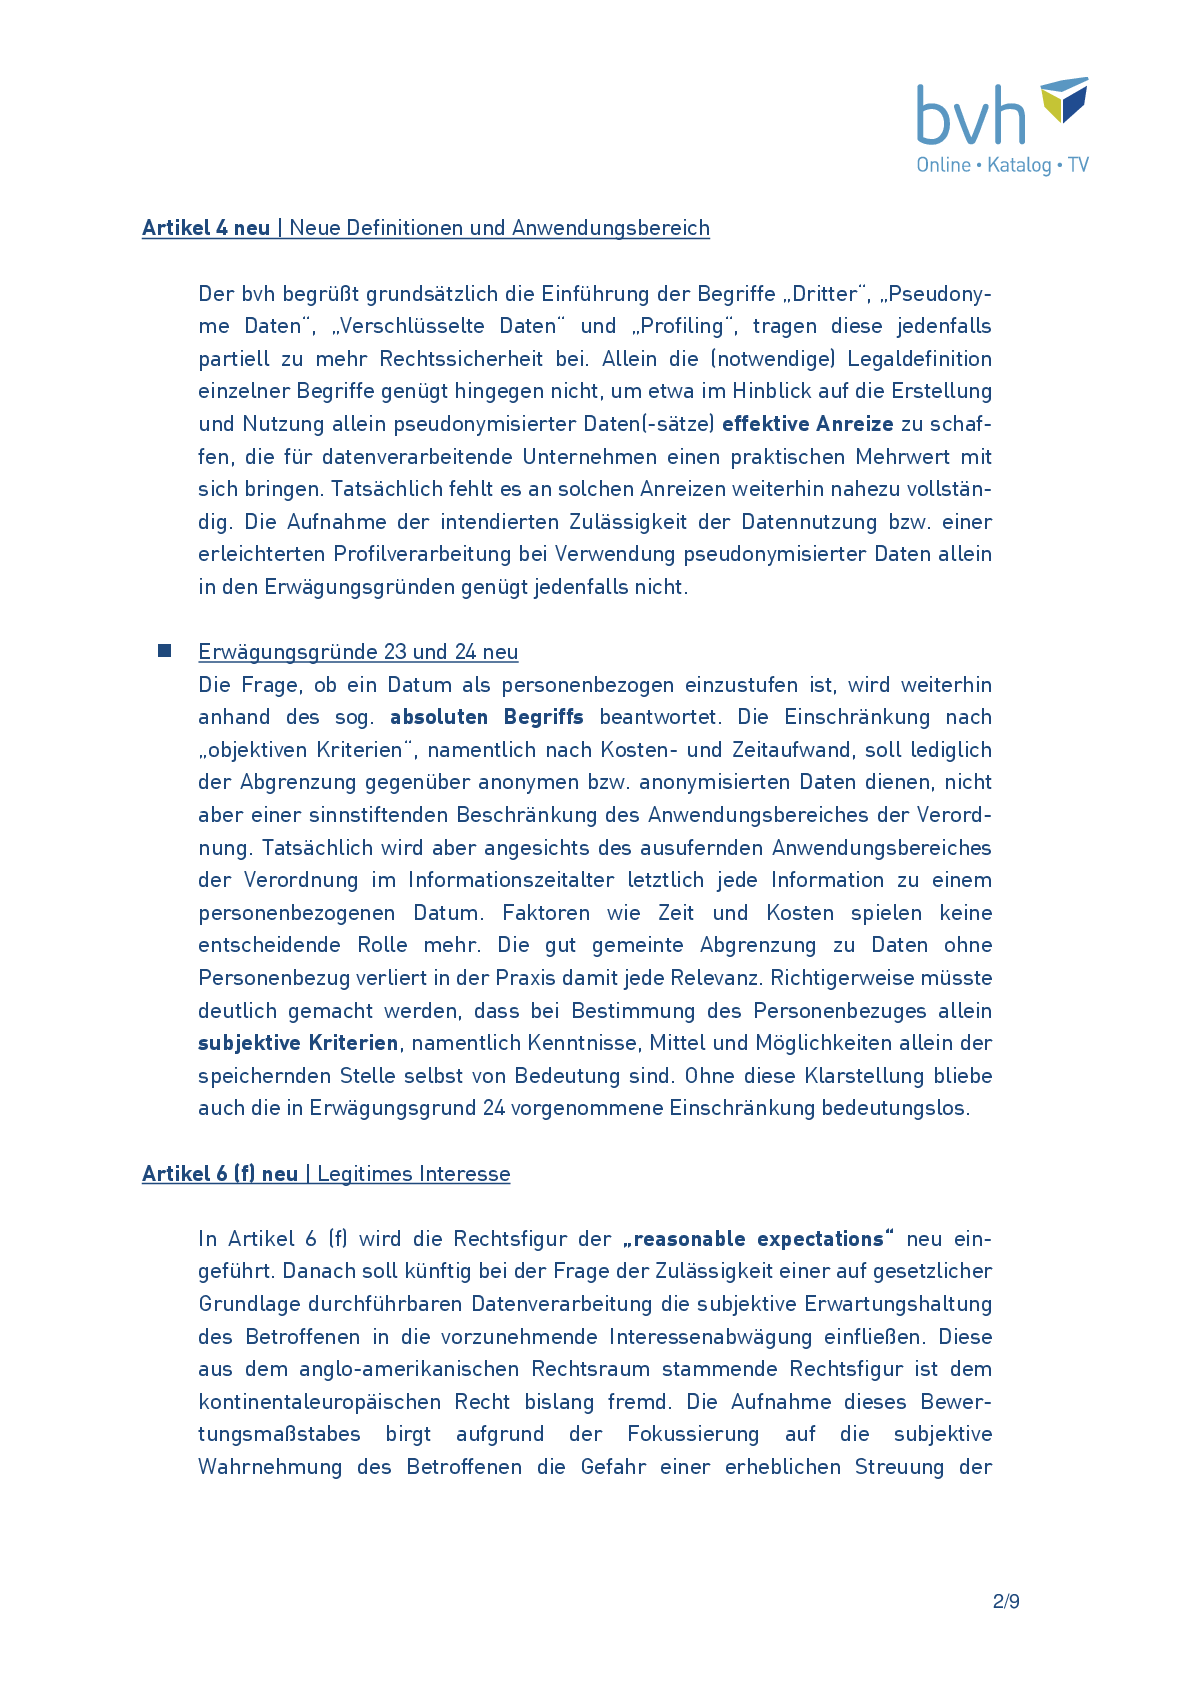 bvh
Online • Katalog • TV
Artikel 4 neu | Neue Definitionen und Anwendungsbereich
Der bvh begrüßt grundsätzlich die Einführung der Begriffe „Dritter“, „Pseudony-
me Daten“, „Verschlüsselte Daten“ und „Profiling“, tragen diese jedenfalls
partiell zu mehr Rechtssicherheit bei. Allein die (notwendige) Legaldefinition
einzelner Begriffe genügt hingegen nicht, um etwa im Hinblick auf die Erstellung
und Nutzung allein pseudonymisierter Daten(-sätze) effektive Anreize zu schaf-
fen, die für datenverarbeitende Unternehmen einen praktischen Mehrwert mit
sich bringen. Tatsächlich fehlt es an solchen Anreizen weiterhin nahezu vollstän-
dig. Die Aufnahme der intendierten Zulässigkeit der Datennutzung bzw. einer
erleichterten Profilverarbeitung bei Verwendung pseudonymisierter Daten allein
in den Erwägungsgründen genügt jedenfalls nicht.
■ Erwägungsgründe 23 und 24 neu
Die Frage, ob ein Datum als personenbezogen einzustufen ist, wird weiterhin
anhand des sog. absoluten Begriffs beantwortet. Die Einschränkung nach
„objektiven Kriterien“, namentlich nach Kosten- und Zeitaufwand, soll lediglich
der Abgrenzung gegenüber anonymen bzw. anonymisierten Daten dienen, nicht
aber einer sinnstiftenden Beschränkung des Anwendungsbereiches der Verord-
nung. Tatsächlich wird aber angesichts des ausufernden Anwendungsbereiches
der Verordnung im Informationszeitalter letztlich jede Information zu einem
personenbezogenen Datum. Faktoren wie Zeit und Kosten spielen keine
entscheidende Rolle mehr. Die gut gemeinte Abgrenzung zu Daten ohne
Personenbezug verliert in der Praxis damit jede Relevanz. Richtigerweise müsste
deutlich gemacht werden, dass bei Bestimmung des Personenbezuges allein
subjektive Kriterien, namentlich Kenntnisse, Mittel und Möglichkeiten allein der
speichernden Stelle selbst von Bedeutung sind. Ohne diese Klarstellung bliebe
auch die in Erwägungsgrund 24 vorgenommene Einschränkung bedeutungslos.
Artikel 6 (f) neu | Legitimes Interesse
In Artikel 6 (f) wird die Rechtsfigur der „reasonable expectations“ neu ein-
geführt. Danach soll künftig bei der Frage der Zulässigkeit einer auf gesetzlicher
Grundlage durchführbaren Datenverarbeitung die subjektive Erwartungshaltung
des Betroffenen in die vorzunehmende Interessenabwägung einfließen. Diese
aus dem anglo-amerikanischen Rechtsraum stammende Rechtsfigur ist dem
kontinentaleuropäischen Recht bislang fremd. Die Aufnahme dieses Bewer-
tungsmaßstabes birgt aufgrund der Fokussierung auf die subjektive
Wahrnehmung des Betroffenen die Gefahr einer erheblichen Streuung der
2/9